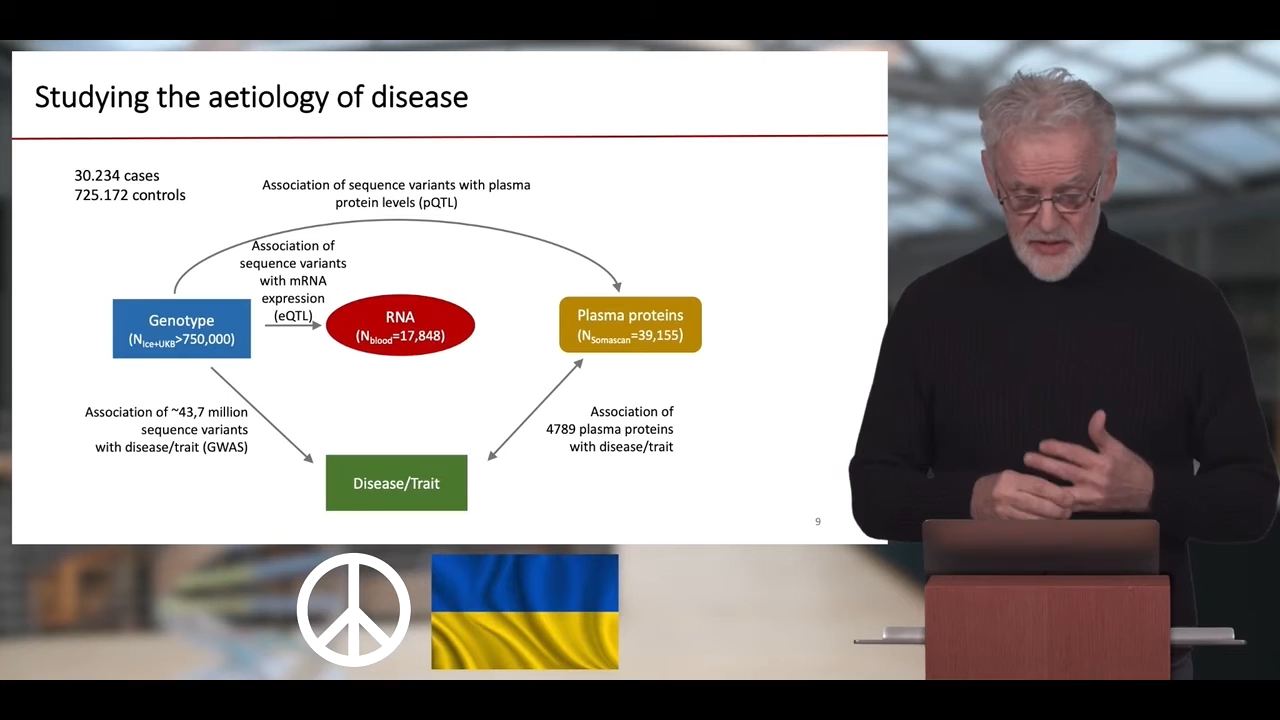 Studying the aetiology of disease
30.234 cases
725.172 controls
Association of sequence variants with plasma
protein levels (pQTL)
Association of
sequence variants
with mRNA
expression
(eQTL)
Genotype
(NIce+UKB>750,000)
RNA
(Nblood=17,848)
Plasma proteins
(NSomascan=39,155)
Association of ~43,7 million
sequence variants
with disease/trait (GWAS)
Association of
4789 plasma proteins
with disease/trait
Disease/Trait
9